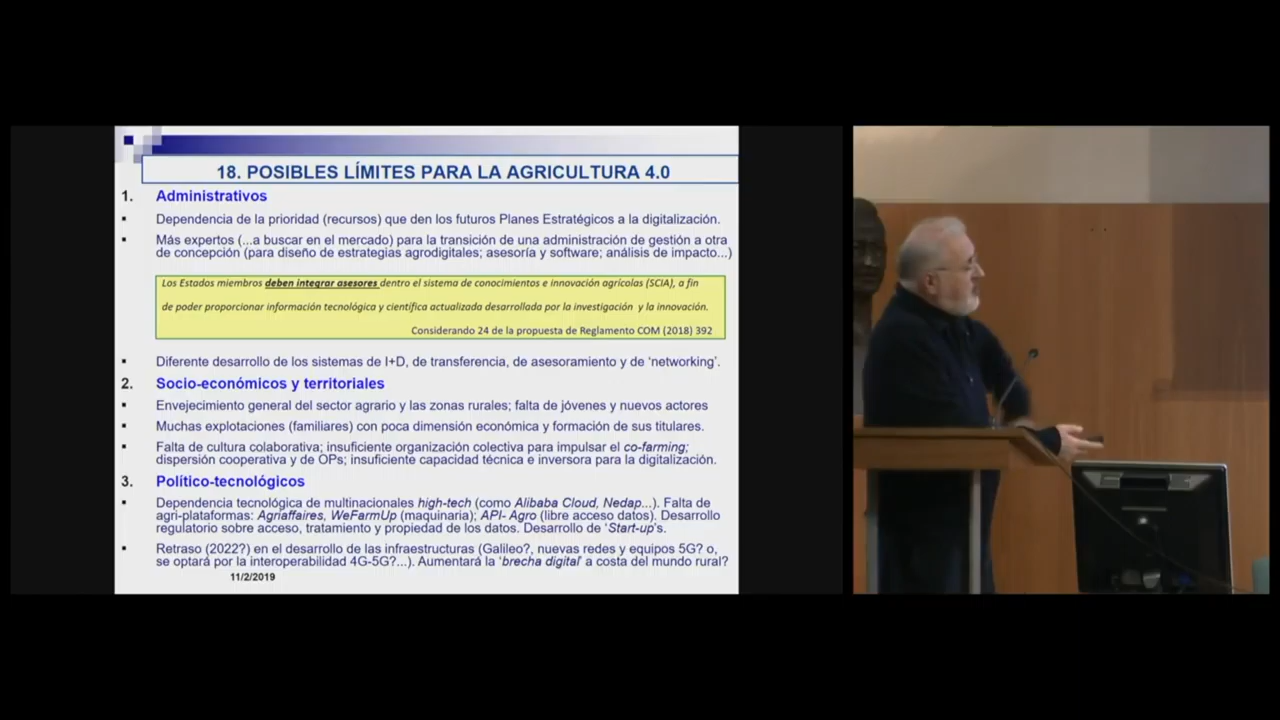 18. POSIBLES LÍMITES PARA LA AGRICULTURA 4.0
1. Administrativos
▪ Dependencia de la prioridad (recursos) que den los futuros Planes Estratégicos a la digitalización.
▪ Más expertos (...a buscar en el mercado) para la transición de una administración de gestión a otra
de concepción (para diseño de estrategias agrodigitales; asesoría y software; análisis de impacto...)
Los Estados miembros deben integrar asesores dentro el sistema de conocimientos e innovación agrícolas (SCIA), a fin
de poder proporcionar información tecnológica y científica actualizada desarrollada por la investigación y la innovación.
Considerando 24 de la propuesta de Reglamento COM (2018) 392
▪ Diferente desarrollo de los sistemas de I+D, de transferencia, de asesoramiento y de ‘networking’.
2. Socio-económicos y territoriales
▪ Envejecimiento general del sector agrario y las zonas rurales; falta de jóvenes y nuevos actores
▪ Muchas explotaciones (familiares) con poca dimensión económica y formación de sus titulares.
▪ Falta de cultura colaborativa; insuficiente organización colectiva para impulsar el co-farming;
dispersión cooperativa y de OPs; insuficiente capacidad técnica e inversora para la digitalización.
3. Político-tecnológicos
▪ Dependencia tecnológica de multinacionales high-tech (como Alibaba Cloud, Nedap...). Falta de
agri-plataformas: Agriaffaires, WeFarmUp (maquinaria); API- Agro (libre acceso datos). Desarrollo
regulatorio sobre acceso, tratamiento y propiedad de los datos. Desarrollo de ‘Start-up’s.
▪ Retraso (2022?) en el desarrollo de las infraestructuras (Galileo?, nuevas redes y equipos 5G? o,
se optará por la interoperabilidad 4G-5G?...). Aumentará la ‘brecha digital’ a costa del mundo rural?
11/2/2019